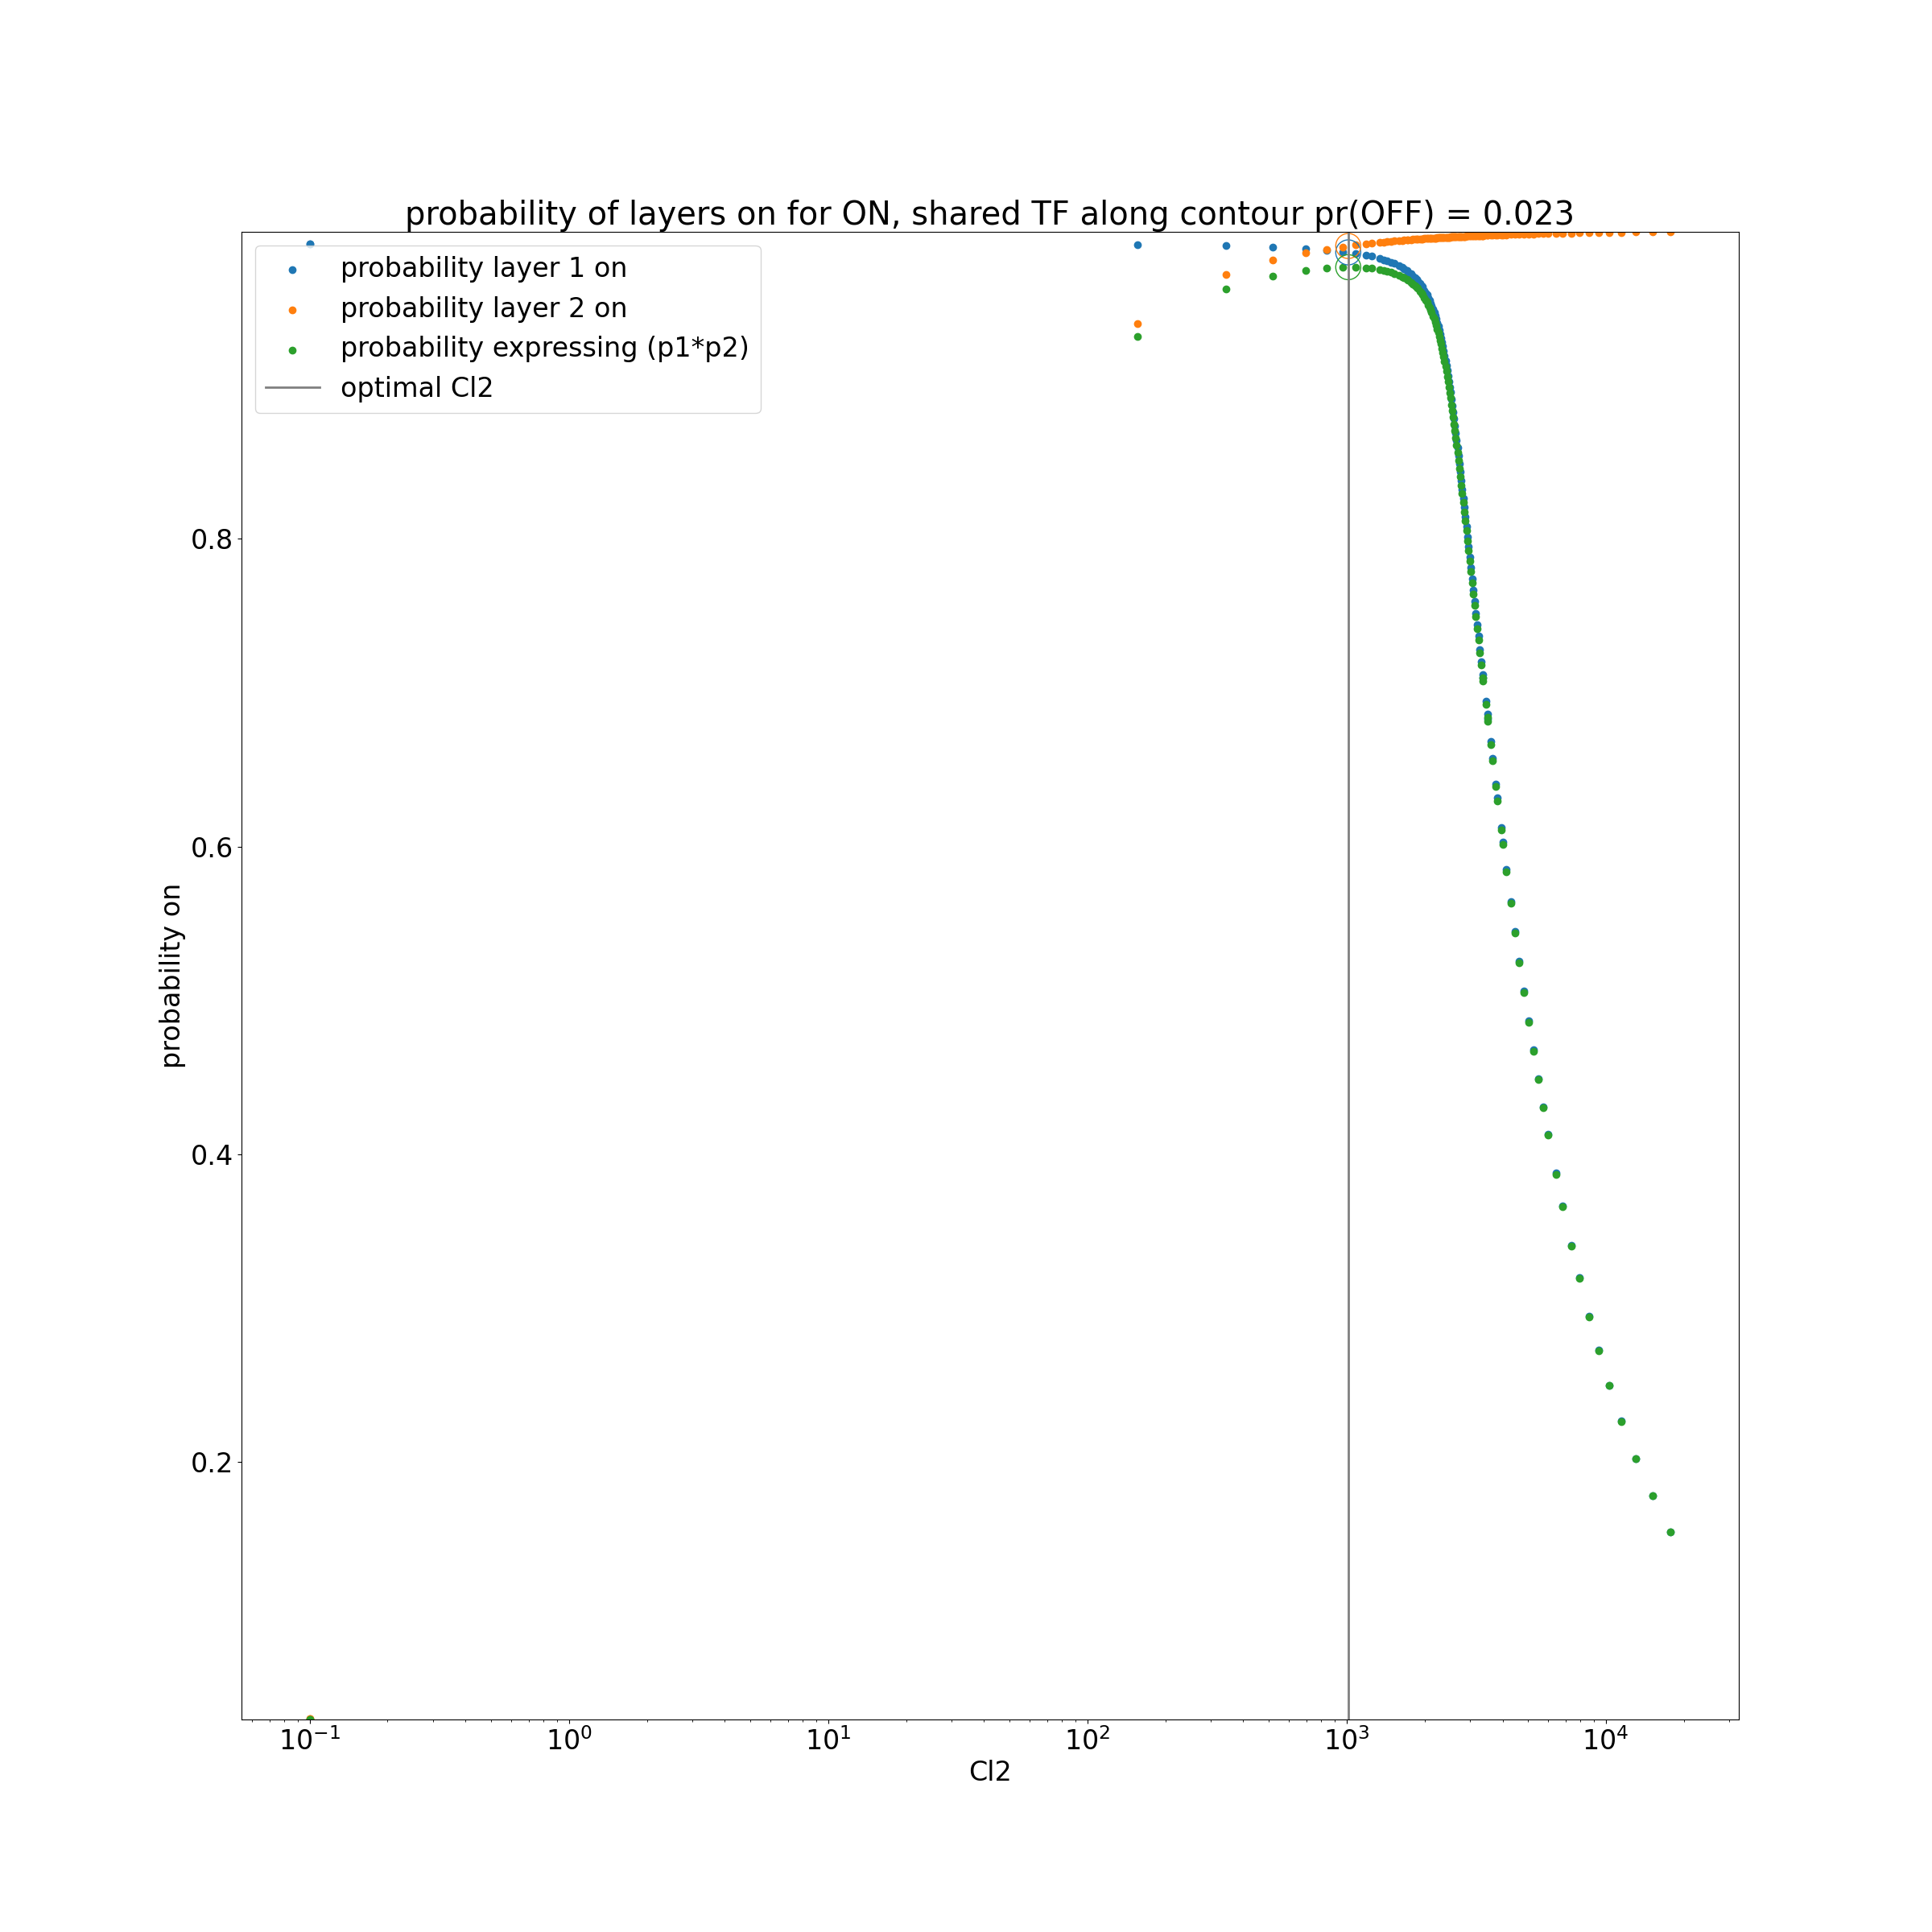 probability of layers on for ON, shared TF along contour pr(OFF) = 0.023
probability layer 1 on
probability layer 2 on
probability expressing (p1*p2)
optimal Cl2
0.8
0.6
0.4
0.2
probability on
10⁻¹ 10⁰ 10¹ 10² 10³ 10⁴
Cl2